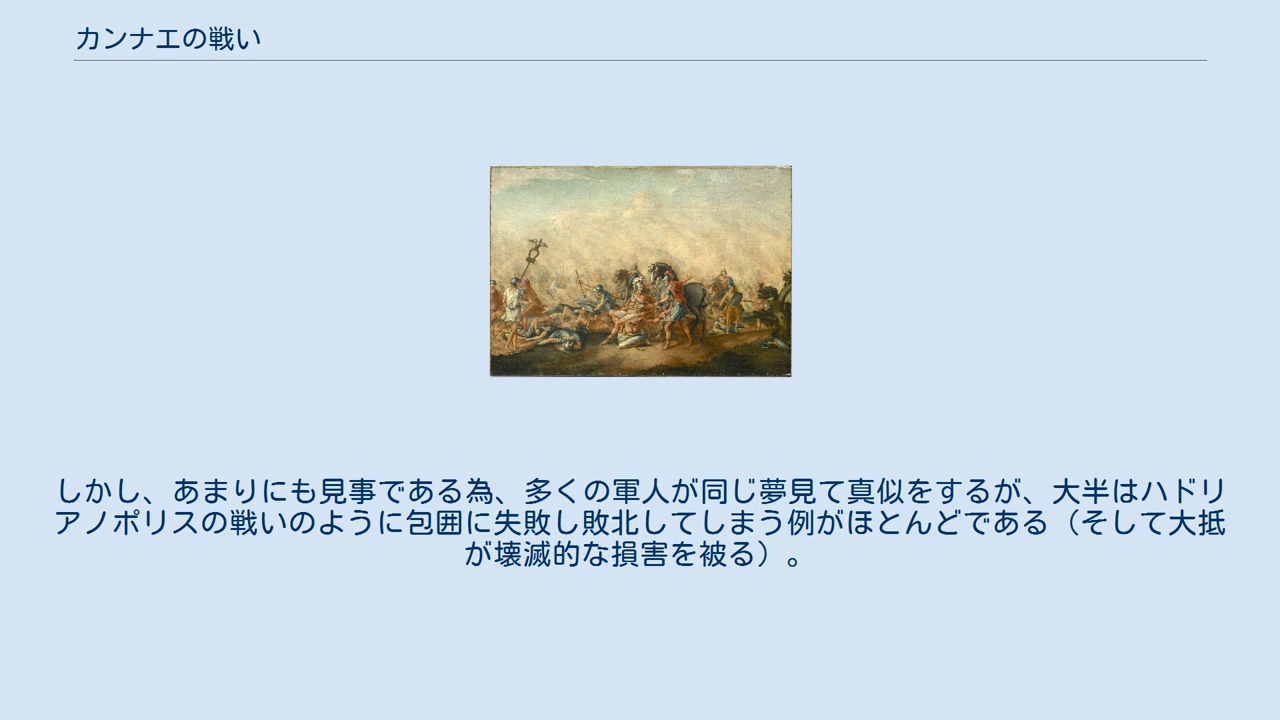 カンナエの戦い
しかし、あまりにも見事である為、多くの軍人が同じ夢見て真似をするが、大半はハドリ
アノポリスの戦いのように包囲に失敗し敗北してしまう例がほとんどである（そして大抵
が壊滅的な損害を被る）。